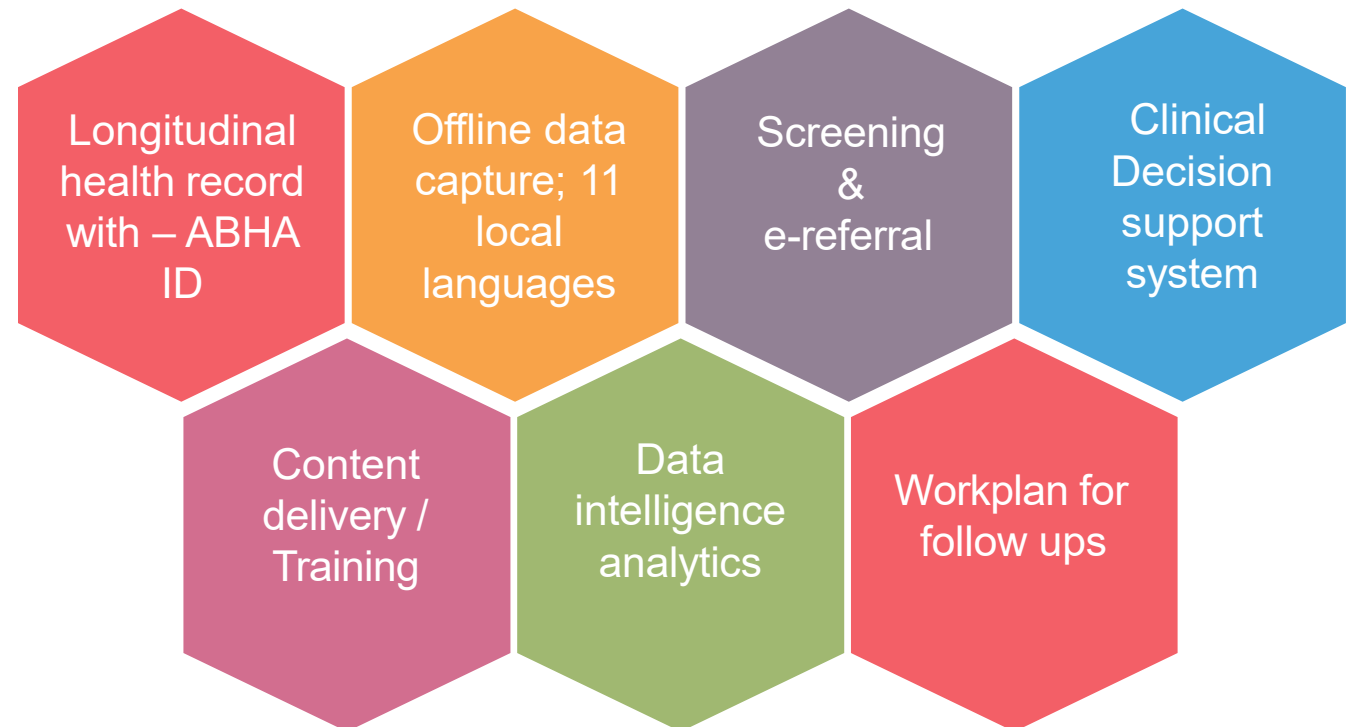 Longitudinal
health record
with – ABHA
ID
Offline data
capture; 11
local
languages
Screening
&
e-referral
Clinical
Decision
support
system
Content
delivery /
Training
Data
intelligence
analytics
Workplan for
follow ups